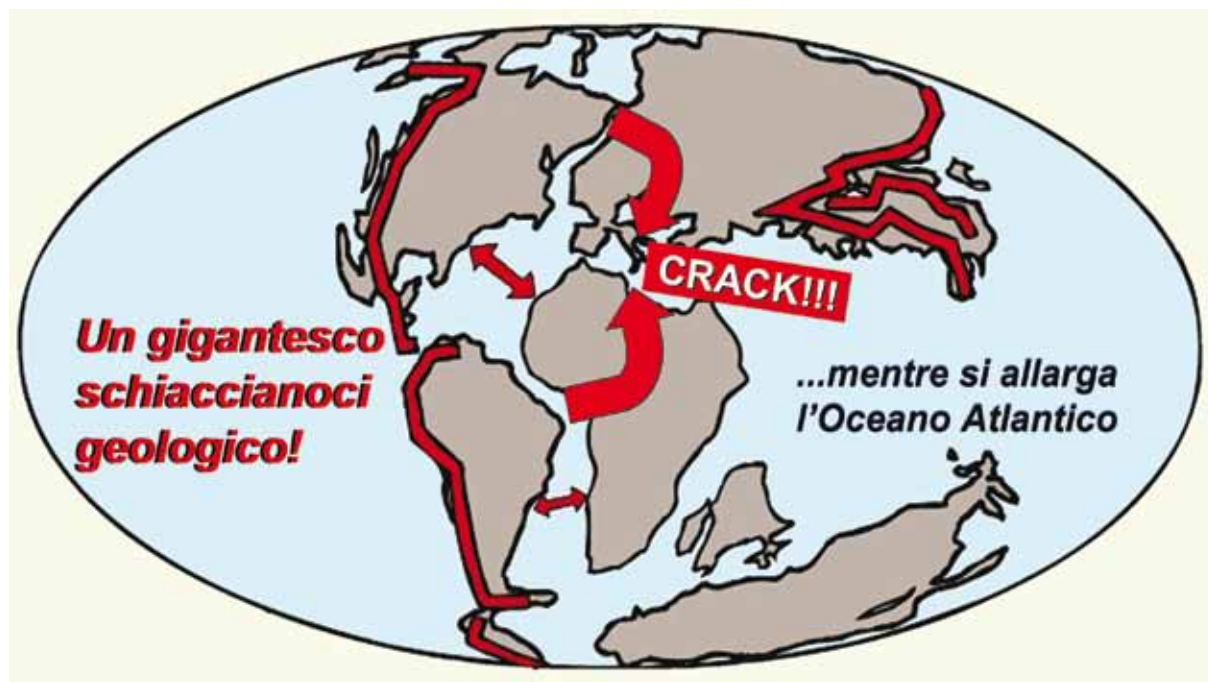 Un gigantesco
schiaccianoci
geologico!
CRACK!!!
...mentre si allarga
l'Oceano Atlantico